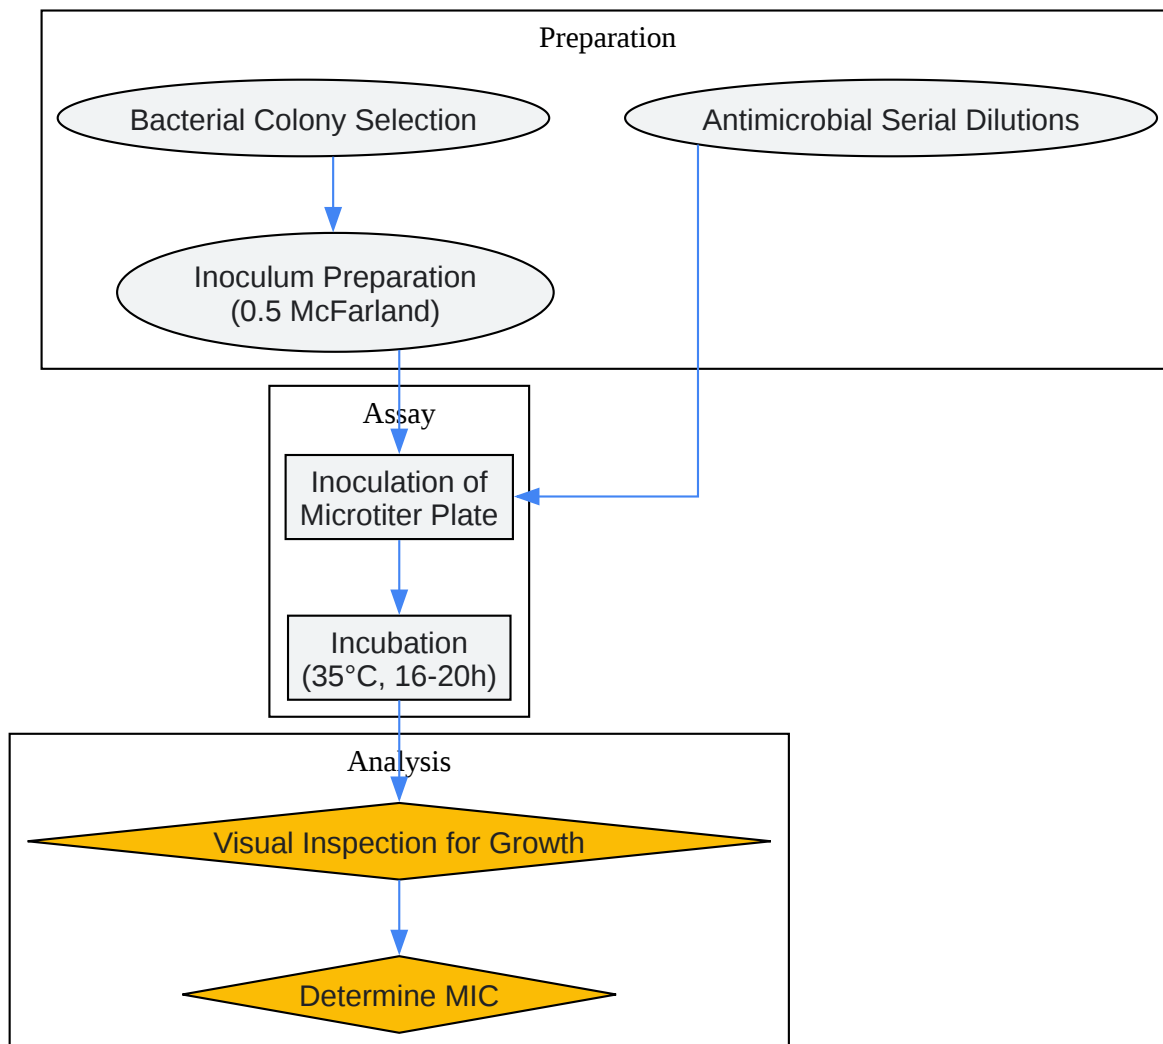 Preparation
Bacterial Colony Selection
Antimicrobial Serial Dilutions
Inoculum Preparation
(0.5 McFarland)
Assay
Inoculation of
Microtiter Plate
Incubation
(35°C, 16-20h)
Analysis
Visual Inspection for Growth
Determine MIC